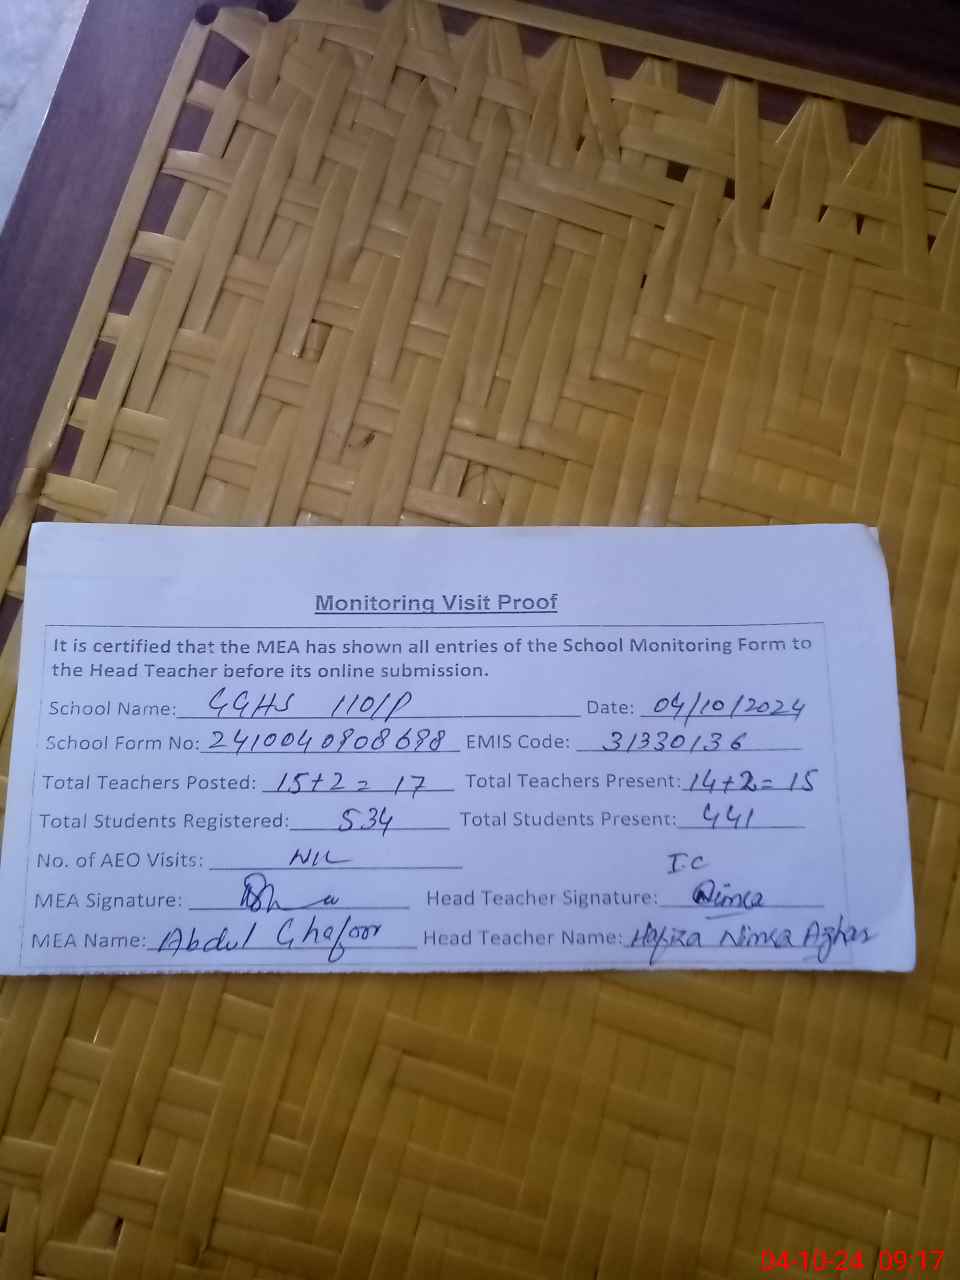 Monitoring Visit Proof
It is certified that the MEA has shown all entries of the School Monitoring Form to
the Head Teacher before its online submission.
School Name: GGHS 110/P Date: 04/10/2024
School Form No: 2410040908698 EMIS Code: 31330136
Total Teachers Posted: 15+2= 17 Total Teachers Present: 14+2= 15
Total Students Registered: 534 Total Students Present: 441
No. of AEO Visits: NIL I.C
MEA Signature: Head Teacher Signature: Nimra
MEA Name: Abdul Ghafoor Head Teacher Name: Hafiza Nimra Azhar
04-10-24 09:17